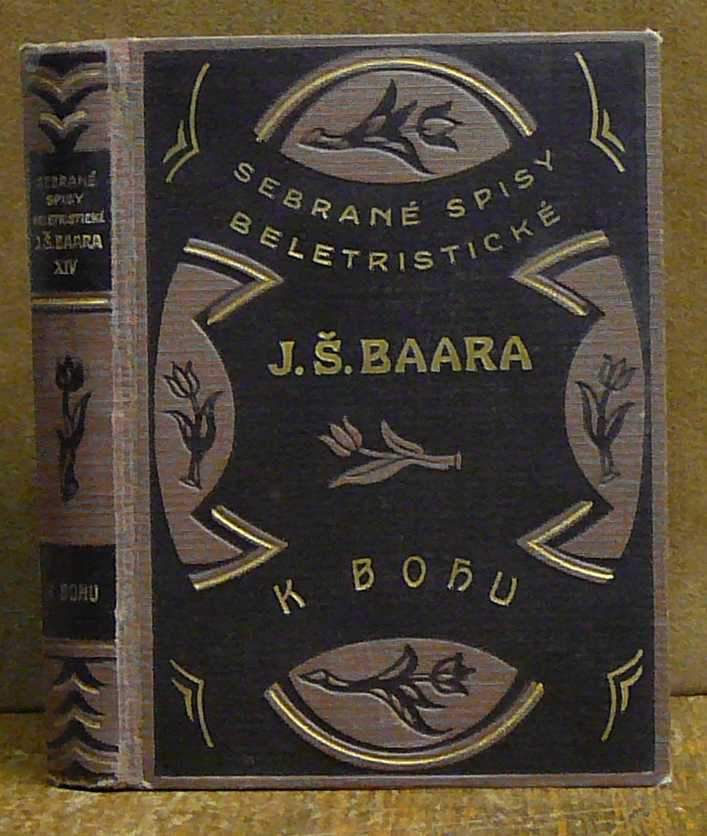 SEBRANÉ
SPISY
BELETRISTICKÉ
J.Š.BAARA
XIV
K BOHU
SEBRANÉ SPISY
BELETRISTICKÉ
J.Š.BAARA
K BOHU